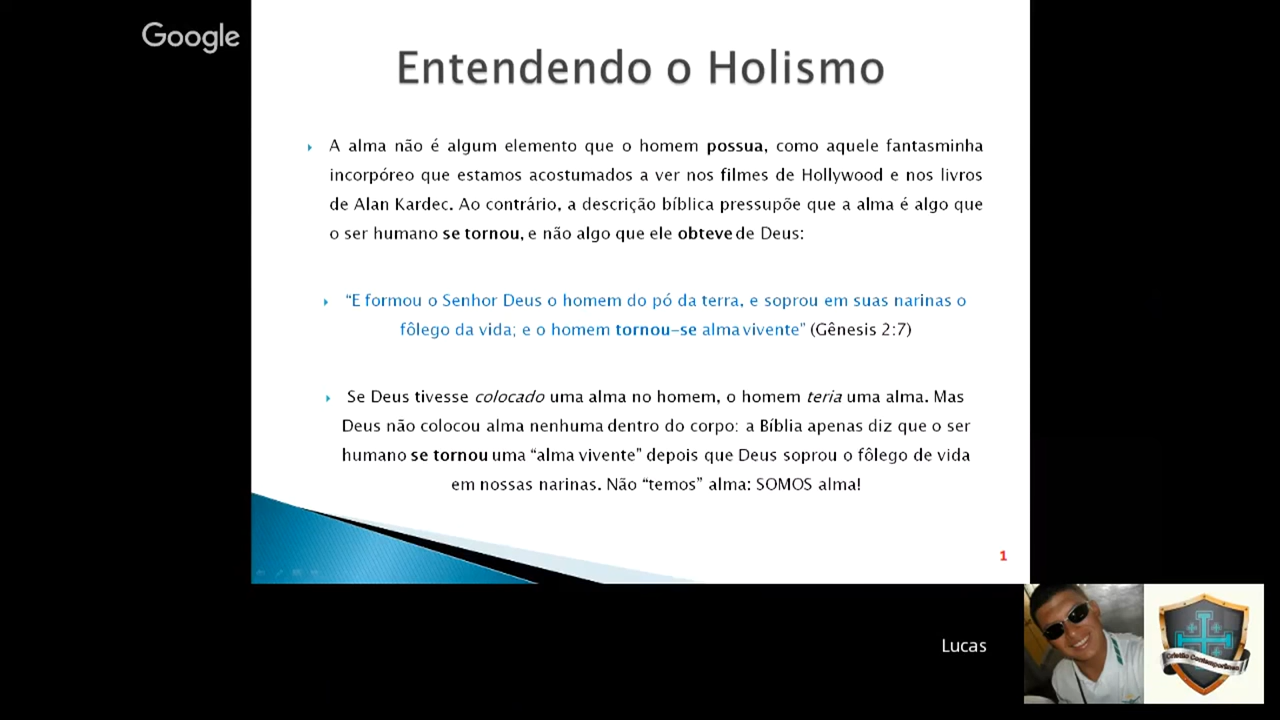 Google
Entendendo o Holismo
A alma não é algum elemento que o homem possua, como aquele fantasminha
incorpóreo que estamos acostumados a ver nos filmes de Hollywood e nos livros
de Alan Kardec. Ao contrário, a descrição bíblica pressupõe que a alma é algo que
o ser humano se tornou, e não algo que ele obteve de Deus:
“E formou o Senhor Deus o homem do pó da terra, e soprou em suas narinas o
fôlego da vida; e o homem tornou-se alma vivente” (Gênesis 2:7)
Se Deus tivesse colocado uma alma no homem, o homem teria uma alma. Mas
Deus não colocou alma nenhuma dentro do corpo: a Bíblia apenas diz que o ser
humano se tornou uma “alma vivente” depois que Deus soprou o fôlego de vida
em nossas narinas. Não “temos” alma: SOMOS alma!
1
Lucas
Cristão Contemporâneo